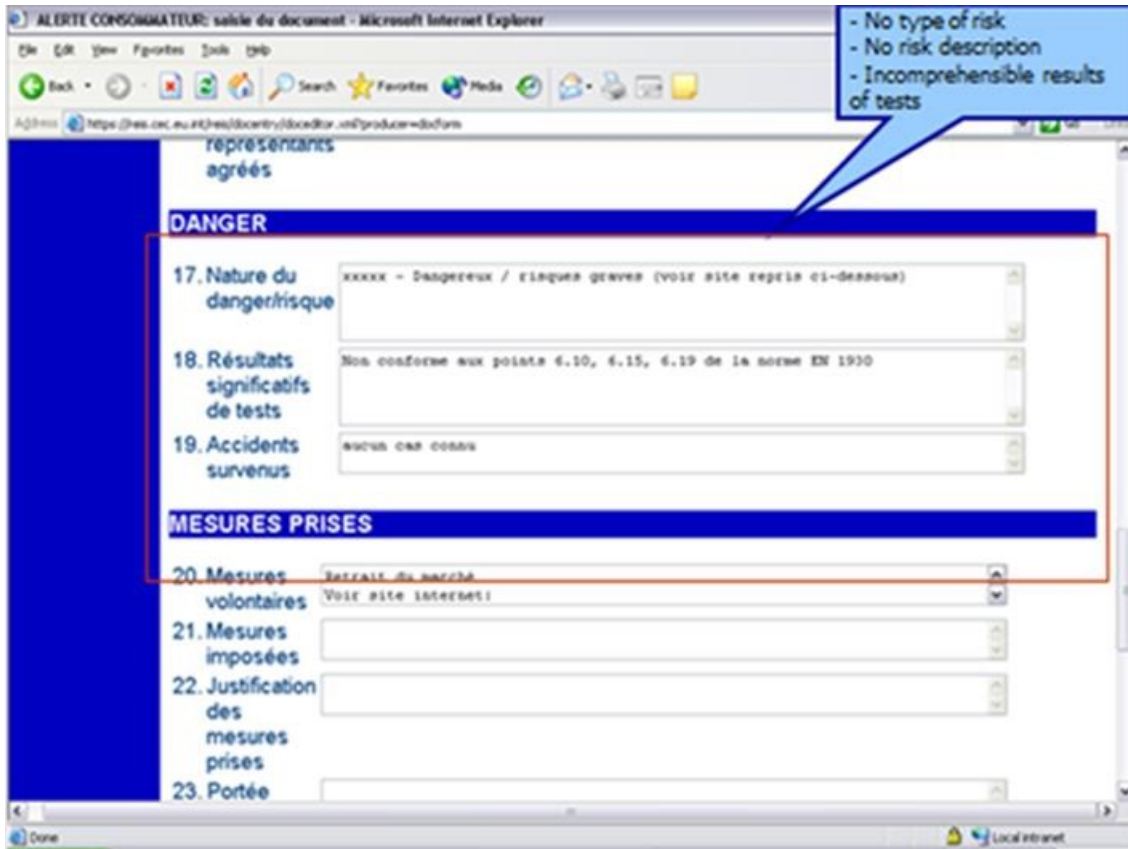 ALERTE CONSOMMATEUR: saisie du document - Microsoft Internet Explorer
- No type of risk
- No risk description
- Incomprehensible results
of tests
File Edit View Favorites Tools Help
Back Search Favorites Media
Address
représentants
agréés
DANGER
17. Nature du
danger/risque
xxxxx - Dangereux / risques graves (voir site repris ci-dessous)
18. Résultats
significatifs
de tests
Non conforme aux points 6.10, 6.15, 6.19 de la norme EN 1930
19. Accidents
survenus
aucun cas connu
MESURES PRISES
20. Mesures
volontaires
Retrait du marché
Voir site internet:
21. Mesures
imposées
22. Justification
des
mesures
prises
23. Portée
Done
Local intranet